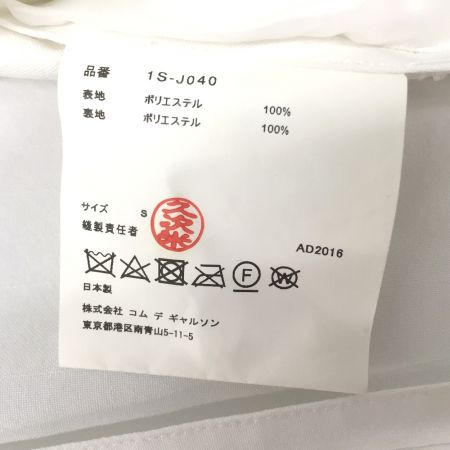 品番 1S-J040
表地 ポリエステル 100%
裏地 ポリエステル 100%
サイズ S
縫製責任者
久次米
AD2016
F
W
日本製
株式会社 コム デ ギャルソン
東京都港区南青山5-11-5